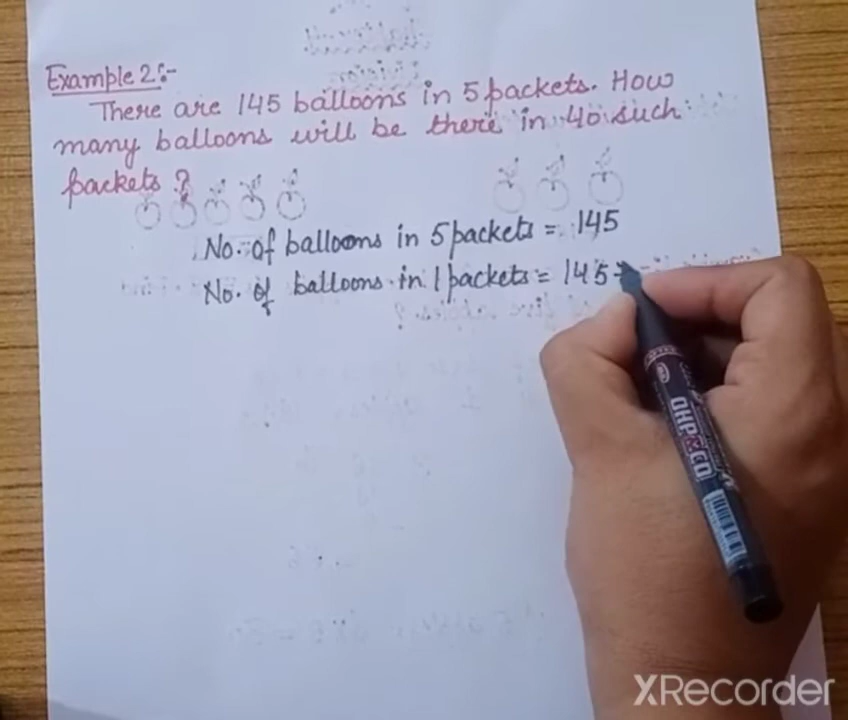 Example 2:-
There are 145 balloons in 5 packets. How
many balloons will be there in 40 such
packets?
No. of balloons in 5 packets = 145
No. of balloons in 1 packets = 145÷
OHPRCO
XRecorder